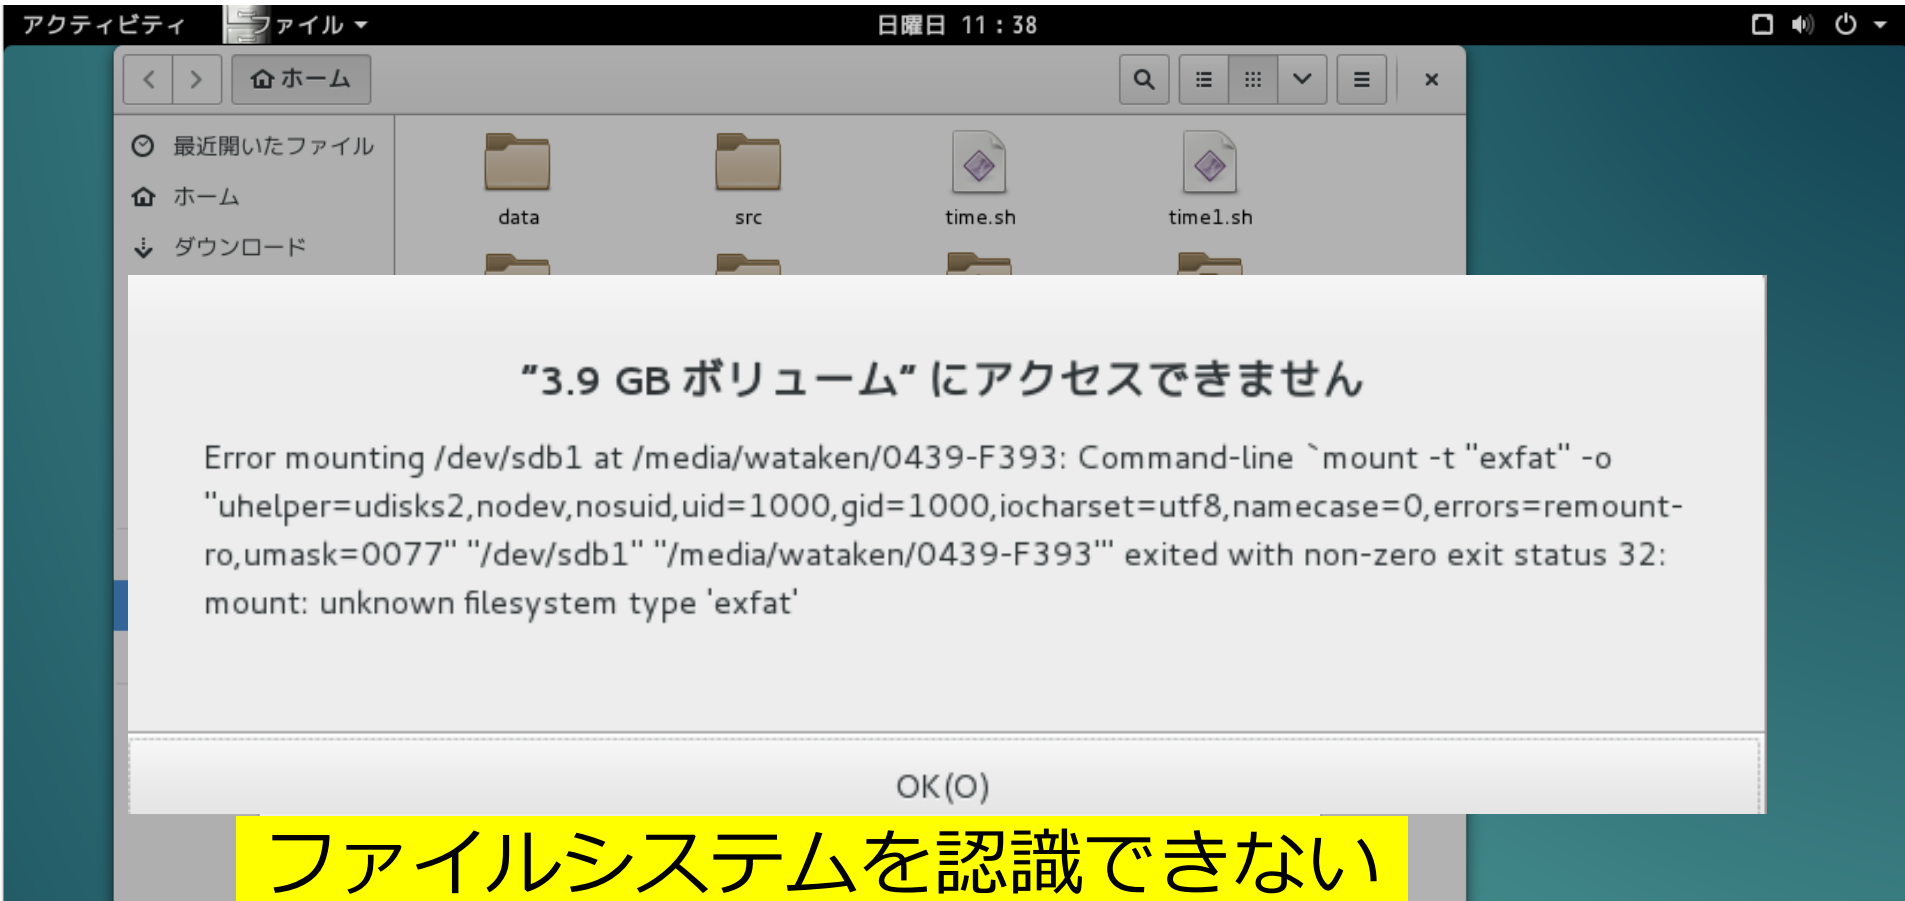 アクティビティ ファイル 日曜日 11:38
ホーム
最近開いたファイル
ホーム
ダウンロード
data src time.sh time1.sh
"3.9 GB ボリューム" にアクセスできません
Error mounting /dev/sdb1 at /media/wataken/0439-F393: Command-line `mount -t "exfat" -o
"uhelper=udisks2,nodev,nosuid,uid=1000,gid=1000,iocharset=utf8,namecase=0,errors=remount-
ro,umask=0077" "/dev/sdb1" "/media/wataken/0439-F393"' exited with non-zero exit status 32:
mount: unknown filesystem type 'exfat'
OK(O)
ファイルシステムを認識できない